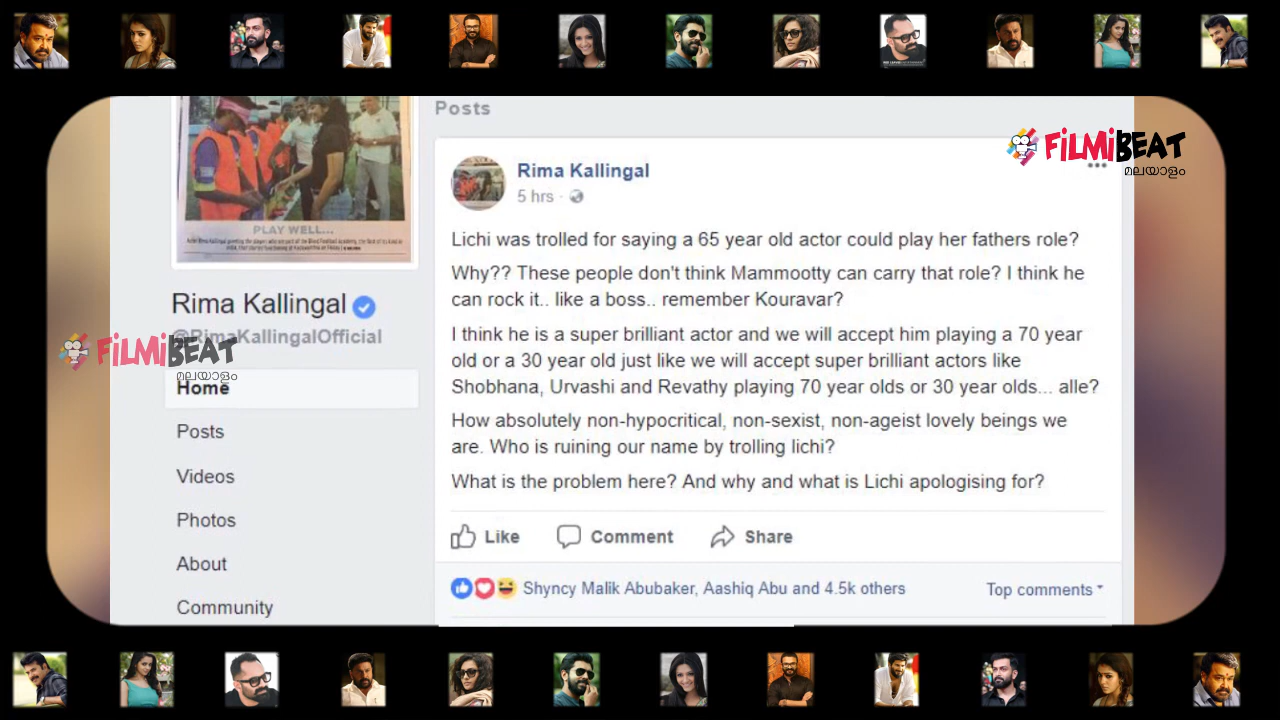 Posts
FiLMiBEAT
മലയാളം
Rima Kallingal
5 hrs ·
PLAY WELL...
Lichi was trolled for saying a 65 year old actor could play her fathers role?
Why?? These people don't think Mammootty can carry that role? I think he
can rock it.. like a boss.. remember Kouravar?
I think he is a super brilliant actor and we will accept him playing a 70 year
old or a 30 year old just like we will accept super brilliant actors like
Shobhana, Urvashi and Revathy playing 70 year olds or 30 year olds... alle?
How absolutely non-hypocritical, non-sexist, non-ageist lovely beings we
are. Who is ruining our name by trolling lichi?
What is the problem here? And why and what is Lichi apologising for?
Like Comment Share
Shyncy Malik Abubaker, Aashiq Abu and 4.5k others
Top comments
Rima Kallingal
@RimaKallingalOfficial
FiLMiBEAT
മലയാളം
Home
Posts
Videos
Photos
About
Community